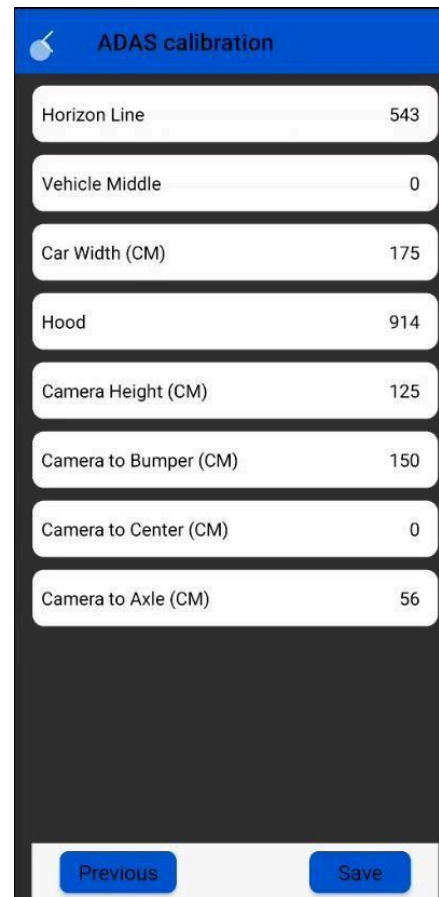 ADAS calibration
Horizon Line 543
Vehicle Middle 0
Car Width (CM) 175
Hood 914
Camera Height (CM) 125
Camera to Bumper (CM) 150
Camera to Center (CM) 0
Camera to Axle (CM) 56
Previous Save